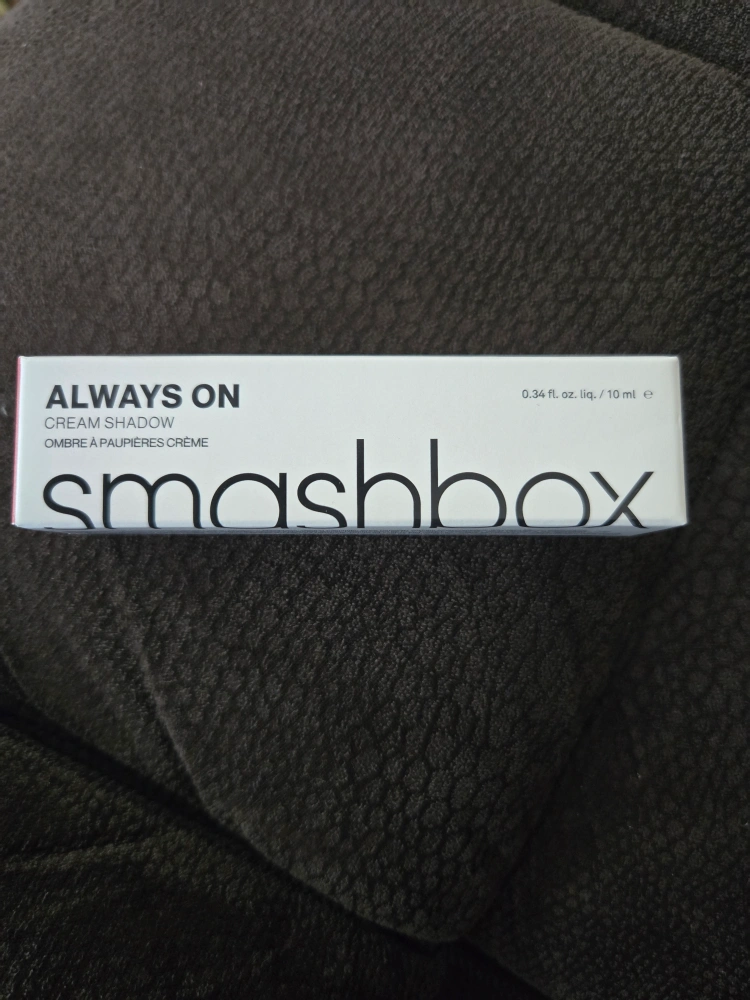 ALWAYS ON
0.34 fl. oz. liq. / 10 ml ℮
CREAM SHADOW
OMBRE À PAUPIÈRES CRÈME
smashbox